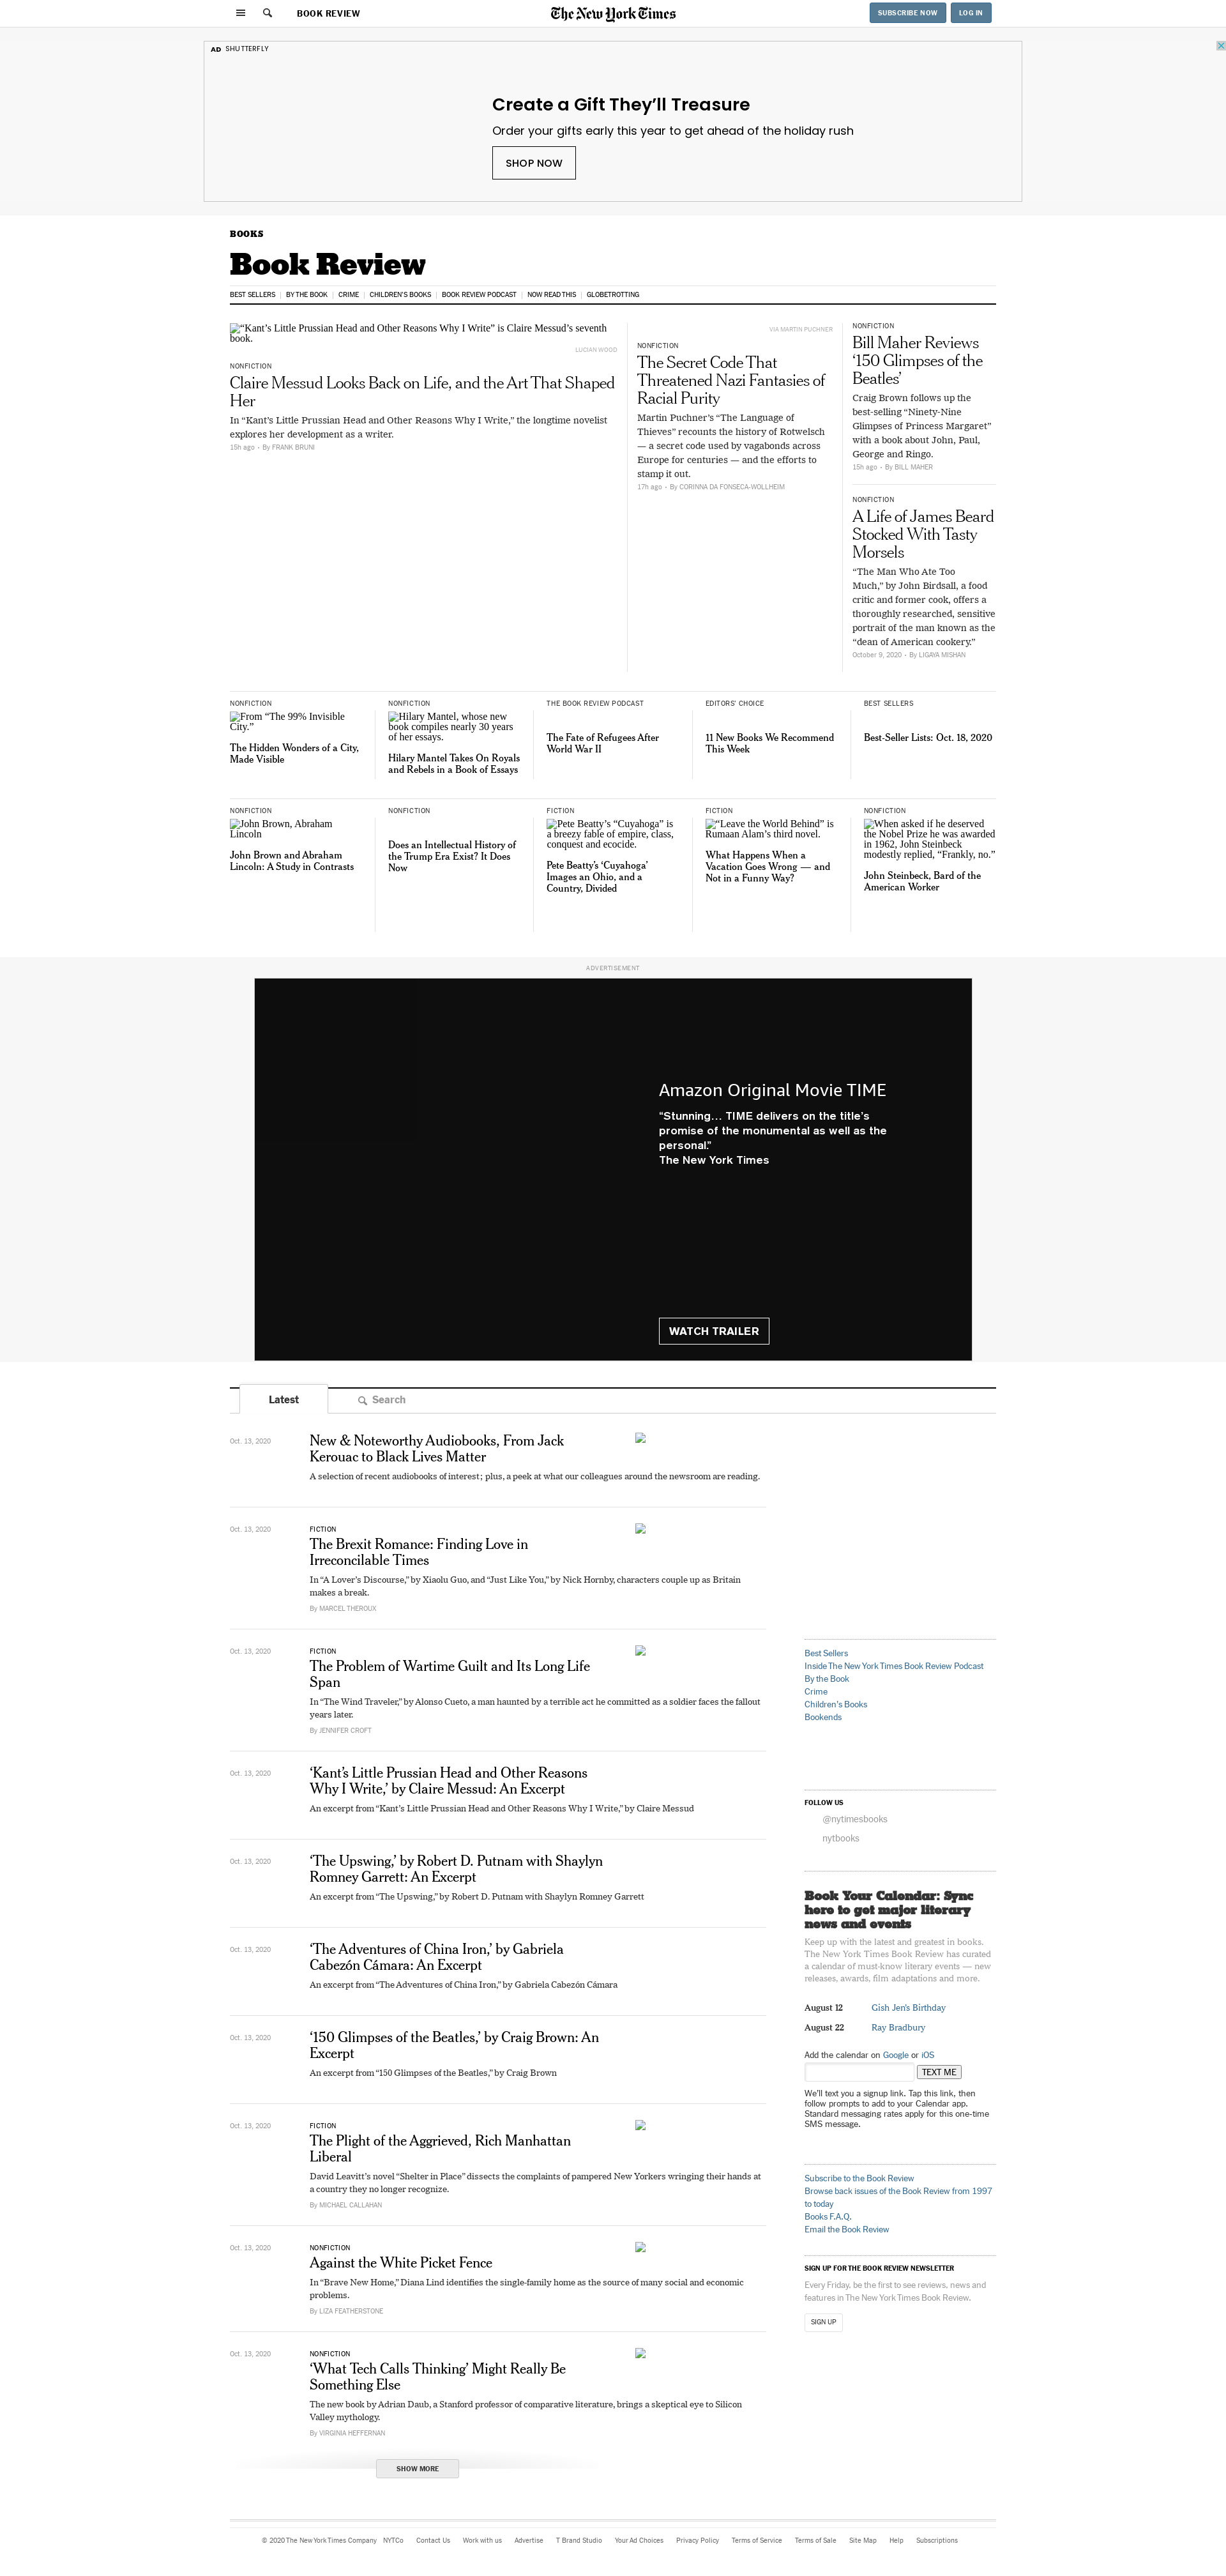 BOOK REVIEW
The New York Times
SUBSCRIBE NOW
LOG IN
AD SHUTTERFLY
Create a Gift They’ll Treasure
Order your gifts early this year to get ahead of the holiday rush
SHOP NOW
BOOKS
Book Review
BEST SELLERS | BY THE BOOK | CRIME | CHILDREN'S BOOKS | BOOK REVIEW PODCAST | NOW READ THIS | GLOBETROTTING
“Kant’s Little Prussian Head and Other Reasons Why I Write” is Claire Messud’s seventh
book.
LUCIAN WOOD
NONFICTION
Claire Messud Looks Back on Life, and the Art That Shaped
Her
In “Kant’s Little Prussian Head and Other Reasons Why I Write,” the longtime novelist
explores her development as a writer.
15h ago • By FRANK BRUNI
VIA MARTIN PUCHNER
NONFICTION
The Secret Code That
Threatened Nazi Fantasies of
Racial Purity
Martin Puchner’s “The Language of
Thieves” recounts the history of Rotwelsch
— a secret code used by vagabonds across
Europe for centuries — and the efforts to
stamp it out.
17h ago • By CORINNA DA FONSECA-WOLLHEIM
NONFICTION
Bill Maher Reviews
‘150 Glimpses of the
Beatles’
Craig Brown follows up the
best-selling “Ninety-Nine
Glimpses of Princess Margaret”
with a book about John, Paul,
George and Ringo.
15h ago • By BILL MAHER
NONFICTION
A Life of James Beard
Stocked With Tasty
Morsels
“The Man Who Ate Too
Much,” by John Birdsall, a food
critic and former cook, offers a
thoroughly researched, sensitive
portrait of the man known as the
“dean of American cookery.”
October 9, 2020 • By LIGAYA MISHAN
NONFICTION
From “The 99% Invisible
City.”
The Hidden Wonders of a City,
Made Visible
NONFICTION
Hilary Mantel, whose new
book compiles nearly 30 years
of her essays.
Hilary Mantel Takes On Royals
and Rebels in a Book of Essays
THE BOOK REVIEW PODCAST
The Fate of Refugees After
World War II
EDITORS’ CHOICE
11 New Books We Recommend
This Week
BEST SELLERS
Best-Seller Lists: Oct. 18, 2020
NONFICTION
John Brown, Abraham
Lincoln
John Brown and Abraham
Lincoln: A Study in Contrasts
NONFICTION
Does an Intellectual History of
the Trump Era Exist? It Does
Now
FICTION
Pete Beatty’s “Cuyahoga” is
a breezy fable of empire, class,
conquest and ecocide.
Pete Beatty’s ‘Cuyahoga’
Images an Ohio, and a
Country, Divided
FICTION
“Leave the World Behind” is
Rumaan Alam’s third novel.
What Happens When a
Vacation Goes Wrong — and
Not in a Funny Way?
NONFICTION
When asked if he deserved
the Nobel Prize he was awarded
in 1962, John Steinbeck
modestly replied, “Frankly, no.”
John Steinbeck, Bard of the
American Worker
ADVERTISEMENT
Amazon Original Movie TIME
“Stunning… TIME delivers on the title’s
promise of the monumental as well as the
personal.”
The New York Times
WATCH TRAILER
Latest
Search
Oct. 13, 2020
New & Noteworthy Audiobooks, From Jack
Kerouac to Black Lives Matter
A selection of recent audiobooks of interest; plus, a peek at what our colleagues around the newsroom are reading.
Oct. 13, 2020
FICTION
The Brexit Romance: Finding Love in
Irreconcilable Times
In “A Lover’s Discourse,” by Xiaolu Guo, and “Just Like You,” by Nick Hornby, characters couple up as Britain
makes a break.
By MARCEL THEROUX
Oct. 13, 2020
FICTION
The Problem of Wartime Guilt and Its Long Life
Span
In “The Wind Traveler,” by Alonso Cueto, a man haunted by a terrible act he committed as a soldier faces the fallout
years later.
By JENNIFER CROFT
Oct. 13, 2020
‘Kant’s Little Prussian Head and Other Reasons
Why I Write,’ by Claire Messud: An Excerpt
An excerpt from “Kant’s Little Prussian Head and Other Reasons Why I Write,” by Claire Messud
Oct. 13, 2020
‘The Upswing,’ by Robert D. Putnam with Shaylyn
Romney Garrett: An Excerpt
An excerpt from “The Upswing,” by Robert D. Putnam with Shaylyn Romney Garrett
Oct. 13, 2020
‘The Adventures of China Iron,’ by Gabriela
Cabezón Cámara: An Excerpt
An excerpt from “The Adventures of China Iron,” by Gabriela Cabezón Cámara
Oct. 13, 2020
‘150 Glimpses of the Beatles,’ by Craig Brown: An
Excerpt
An excerpt from “150 Glimpses of the Beatles,” by Craig Brown
Oct. 13, 2020
FICTION
The Plight of the Aggrieved, Rich Manhattan
Liberal
David Leavitt’s novel “Shelter in Place” dissects the complaints of pampered New Yorkers wringing their hands at
a country they no longer recognize.
By MICHAEL CALLAHAN
Oct. 13, 2020
NONFICTION
Against the White Picket Fence
In “Brave New Home,” Diana Lind identifies the single-family home as the source of many social and economic
problems.
By LIZA FEATHERSTONE
Oct. 13, 2020
NONFICTION
‘What Tech Calls Thinking’ Might Really Be
Something Else
The new book by Adrian Daub, a Stanford professor of comparative literature, brings a skeptical eye to Silicon
Valley mythology.
By VIRGINIA HEFFERNAN
SHOW MORE
Best Sellers
Inside The New York Times Book Review Podcast
By the Book
Crime
Children's Books
Bookends
FOLLOW US
@nytimesbooks
nytbooks
Book Your Calendar: Sync
here to get major literary
news and events
Keep up with the latest and greatest in books.
The New York Times Book Review has curated
a calendar of must-know literary events — new
releases, awards, film adaptations and more.
August 12 Gish Jen's Birthday
August 22 Ray Bradbury
Add the calendar on Google or iOS
TEXT ME
We'll text you a signup link. Tap this link, then
follow prompts to add to your Calendar app.
Standard messaging rates apply for this one-time
SMS message.
Subscribe to the Book Review
Browse back issues of the Book Review from 1997
to today
Books F.A.Q.
Email the Book Review
SIGN UP FOR THE BOOK REVIEW NEWSLETTER
Every Friday, be the first to see reviews, news and
features in The New York Times Book Review.
SIGN UP
© 2020 The New York Times Company NYTCo Contact Us Work with us Advertise T Brand Studio Your Ad Choices Privacy Policy Terms of Service Terms of Sale Site Map Help Subscriptions